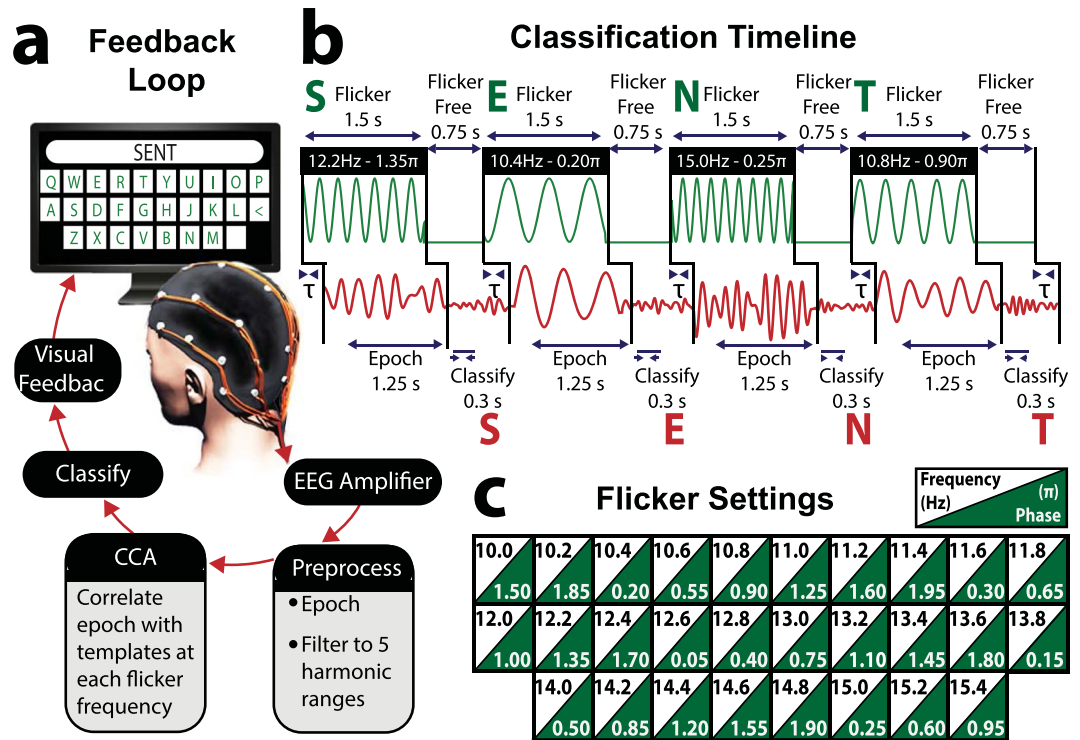 a
Feedback
Loop
SENT
Q W E R T Y U I O P
A S D F G H J K L <
Z X C V B N M
Visual
Feedbac
Classify
EEG Amplifier
CCA
Correlate
epoch with
templates at
each flicker
frequency
Preprocess
• Epoch
• Filter to 5
harmonic
ranges
b
Classification Timeline
S Flicker
1.5 s
Flicker
Free
0.75 s
E Flicker
1.5 s
Flicker
Free
0.75 s
N Flicker
1.5 s
Flicker
Free
0.75 s
T Flicker
1.5 s
Flicker
Free
0.75 s
12.2Hz - 1.35π
10.4Hz - 0.20π
15.0Hz - 0.25π
10.8Hz - 0.90π
τ τ τ τ τ
Epoch
1.25 s
Classify
0.3 s
S
Epoch
1.25 s
Classify
0.3 s
E
Epoch
1.25 s
Classify
0.3 s
N
Epoch
1.25 s
Classify
0.3 s
T
c
Flicker Settings
Frequency
(Hz)
(π)
Phase
10.0 10.2 10.4 10.6 10.8 11.0 11.2 11.4 11.6 11.8
1.50 1.85 0.20 0.55 0.90 1.25 1.60 1.95 0.30 0.65
12.0 12.2 12.4 12.6 12.8 13.0 13.2 13.4 13.6 13.8
1.00 1.35 1.70 0.05 0.40 0.75 1.10 1.45 1.80 0.15
14.0 14.2 14.4 14.6 14.8 15.0 15.2 15.4
0.50 0.85 1.20 1.55 1.90 0.25 0.60 0.95